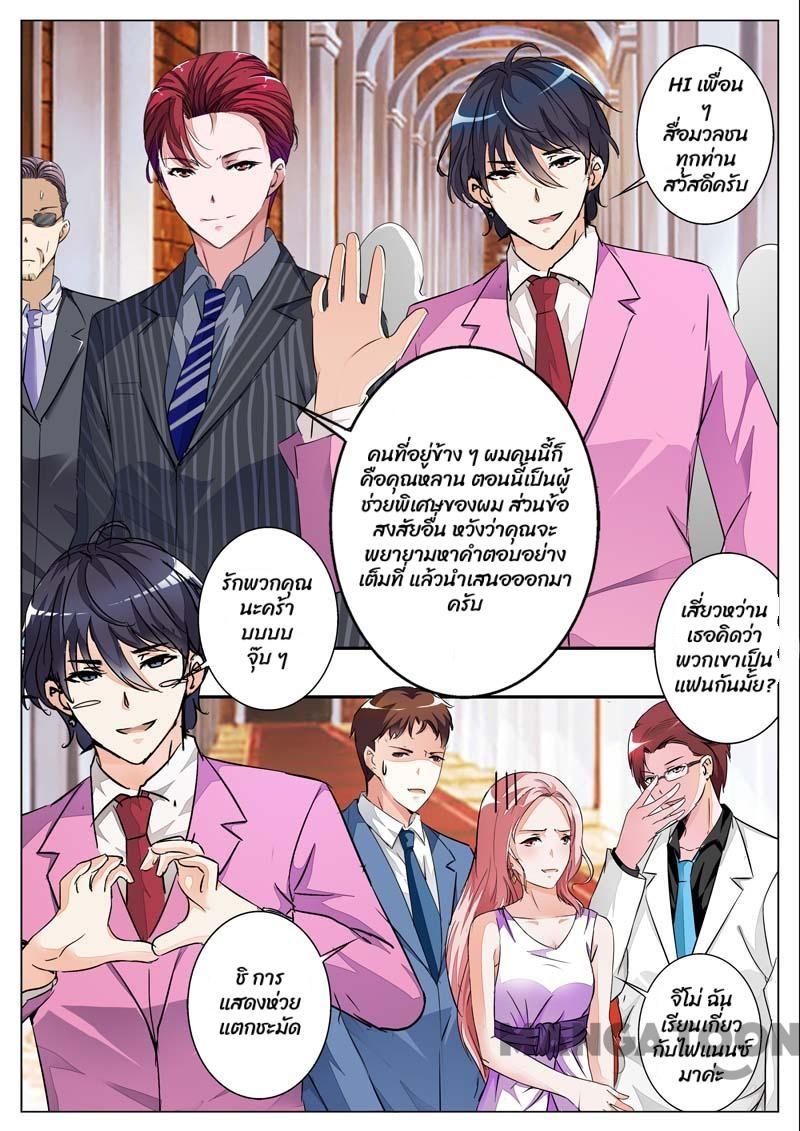 HI เพื่อน
ๆ
สื่อมวลชน
ทุกท่าน
สวัสดีครับ
คนที่อยู่ข้าง ๆ ผมคนนี้ก็
คือคุณหลาน ตอนนี้เป็นผู้
ช่วยพิเศษของผม ส่วนข้อ
สงสัยอื่น หวังว่าคุณจะ
พยายามหาคำตอบอย่าง
เต็มที่ แล้วนำเสนอออกมา
ครับ
รักพวกคุณ
นะคร้า
บบบบ
จุ๊บ ๆ
เสี่ยวหว่าน
เธอคิดว่า
พวกเขาเป็น
แฟนกันมั้ย?
ชิ การ
แสดงห่วย
แตกชะมัด
จีโม่ ฉัน
เรียนเกี่ยว
กับไฟแนนซ์
มาค่ะ
MANGATOON